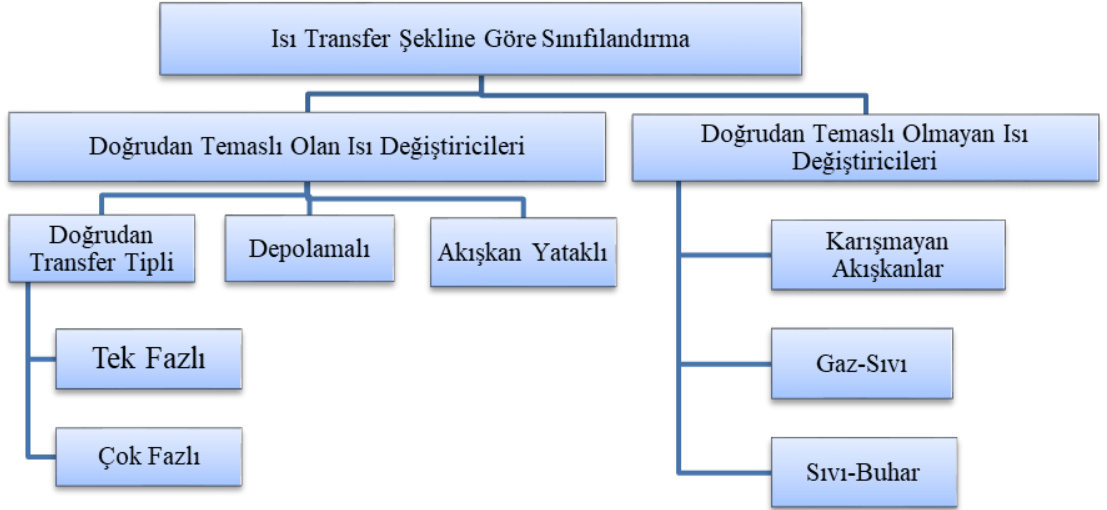 Isı Transfer Şekline Göre Sınıfılandırma
Doğrudan Temaslı Olan Isı Değiştiricileri
Doğrudan Temaslı Olmayan Isı
Değiştiricileri
Doğrudan
Transfer Tipli
Depolamalı
Akışkan Yataklı
Tek Fazlı
Çok Fazlı
Karışmayan
Akışkanlar
Gaz-Sıvı
Sıvı-Buhar